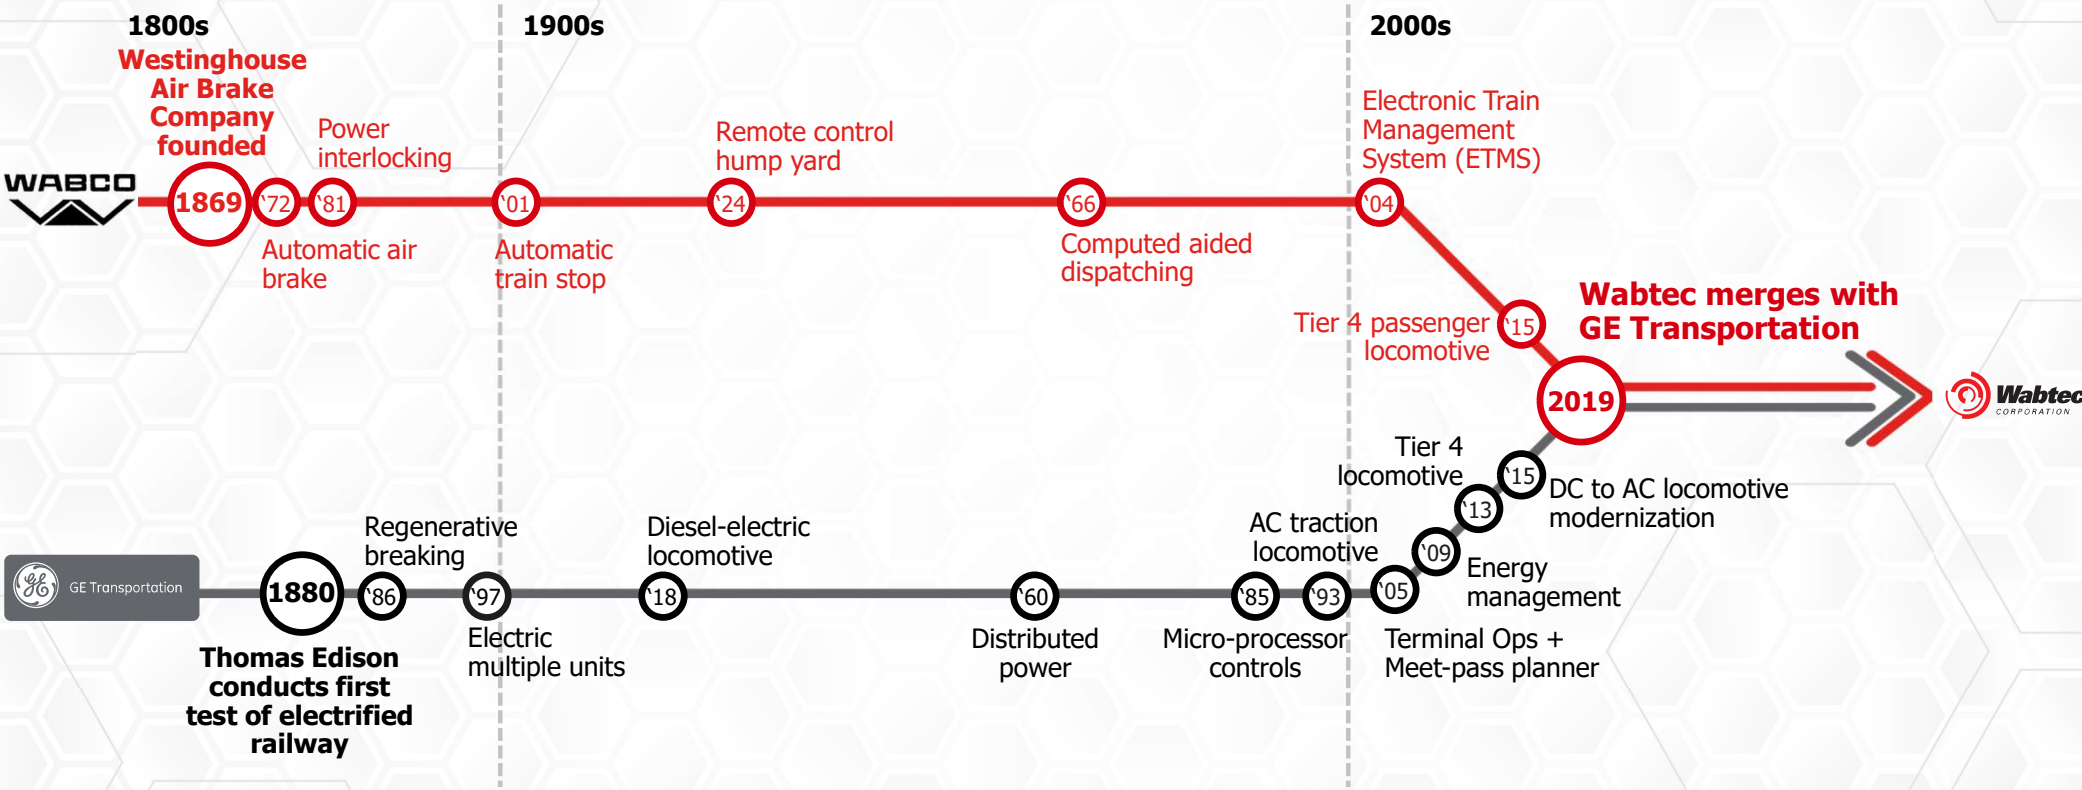 1800s
1900s
2000s
Westinghouse
Air Brake
Company
founded
Power
interlocking
Remote control
hump yard
Electronic Train
Management
System (ETMS)
WABCO
1869
‘72
‘81
‘01
‘24
‘66
‘04
Automatic air
brake
Automatic
train stop
Computed aided
dispatching
Tier 4 passenger
locomotive
‘15
Wabtec merges with
GE Transportation
2019
Wabtec
CORPORATION
Tier 4
locomotive
‘15
DC to AC locomotive
modernization
‘13
AC traction
locomotive
‘09
Energy
management
Regenerative
breaking
Diesel-electric
locomotive
GE
GE Transportation
1880
‘86
‘97
‘18
‘60
‘85
‘93
‘05
Thomas Edison
conducts first
test of electrified
railway
Electric
multiple units
Distributed
power
Micro-processor
controls
Terminal Ops +
Meet-pass planner